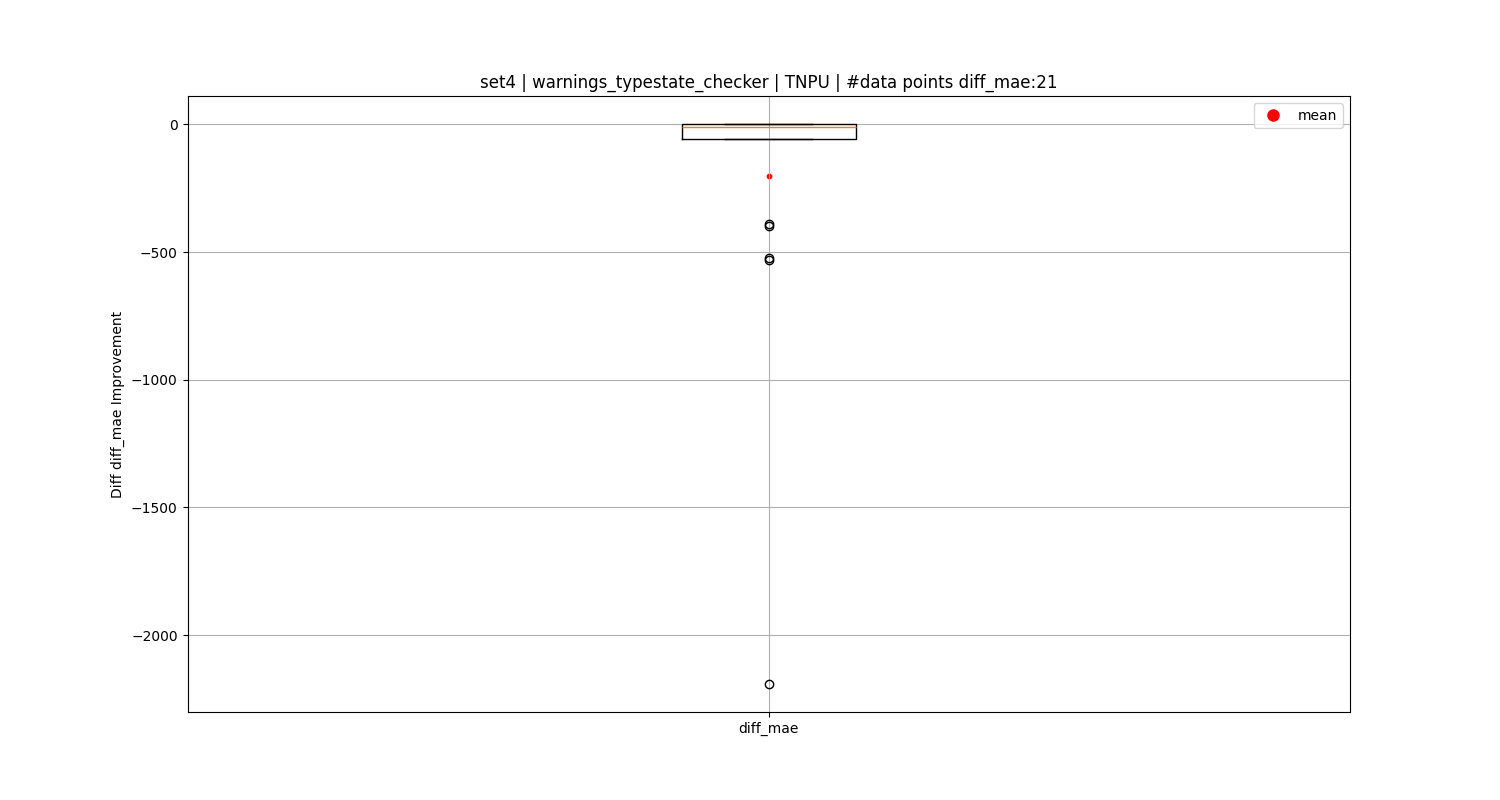 set4 | warnings_typestate_checker | TNPU | #data points diff_mae:21
mean
0
−500
−1000
−1500
−2000
Diff diff_mae Improvement
diff_mae